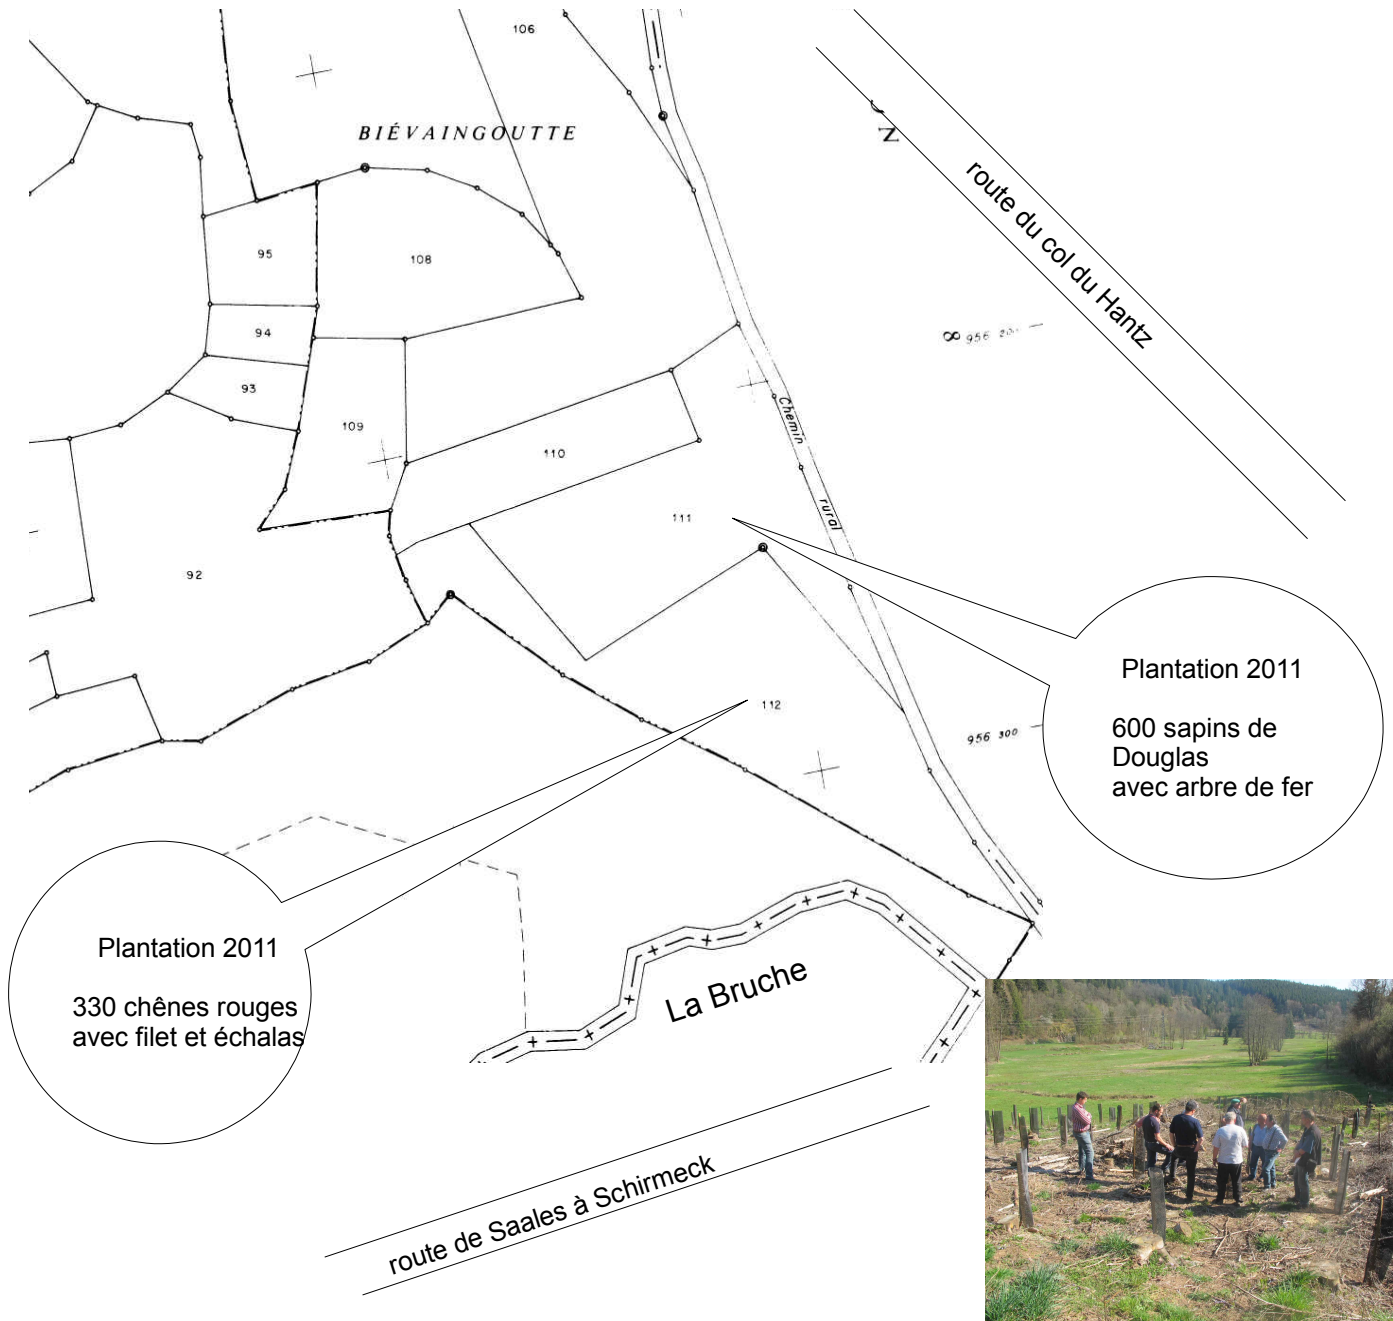 106
BIÉVAINGOUTTE
N
route du col du Hantz
95
108
94
8
956
93
Chemin
109
110
rural
111
92
Plantation 2011
600 sapins de
Douglas
avec arbre de fer
112
956 300
Plantation 2011
330 chênes rouges
avec filet et échalas
La Bruche
route de Saales à Schirmeck